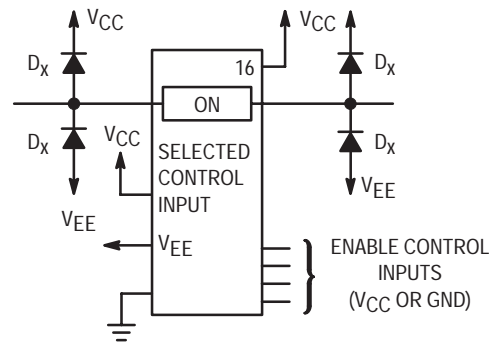 VCC
VCC
DX
16
DX
ON
DX
VCC
SELECTED
CONTROL
INPUT
DX
VEE
VEE
VEE
ENABLE CONTROL
INPUTS
(VCC OR GND)